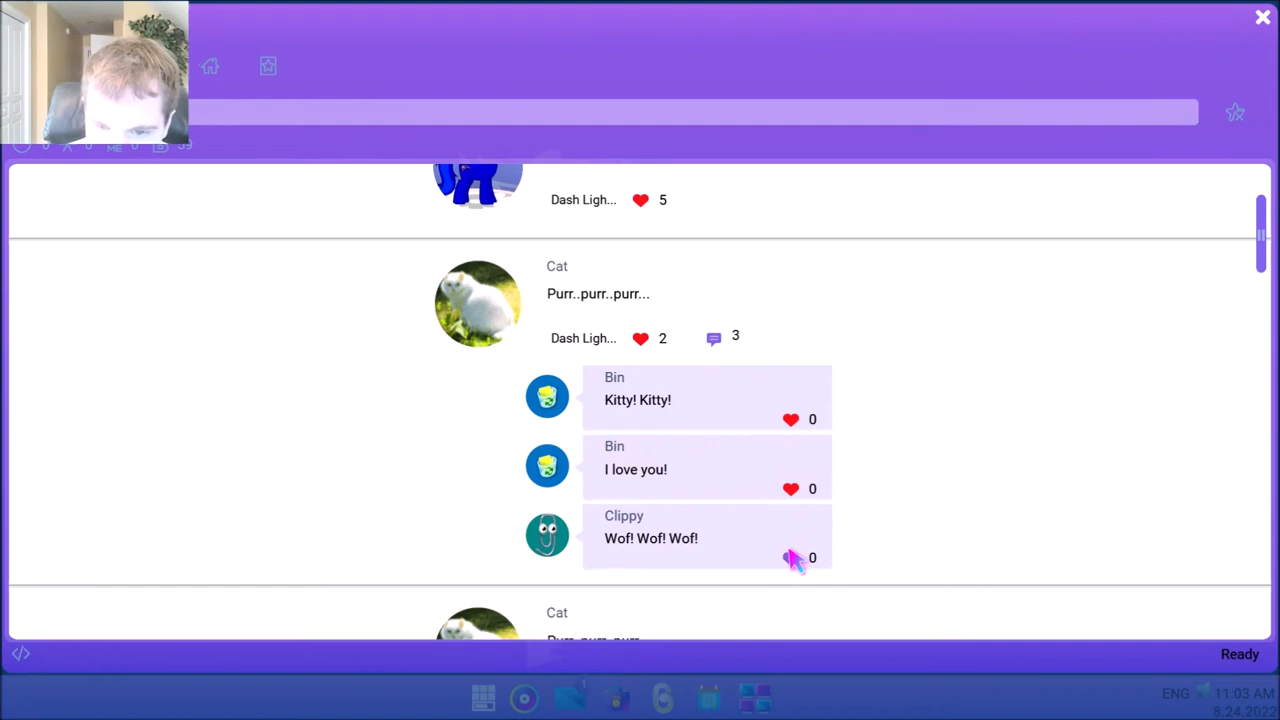 Dash Ligh... 5
Cat
Purr..purr..purr...
Dash Ligh... 2 3
Bin
Kitty! Kitty!
0
Bin
I love you!
0
Clippy
Wof! Wof! Wof!
0
Cat
</>
Ready
ENG 11:03 AM